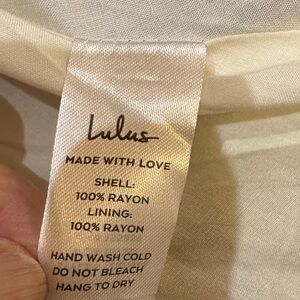 Lulus
MADE WITH LOVE
SHELL:
100% RAYON
LINING:
100% RAYON
HAND WASH COLD
DO NOT BLEACH
HANG TO DRY